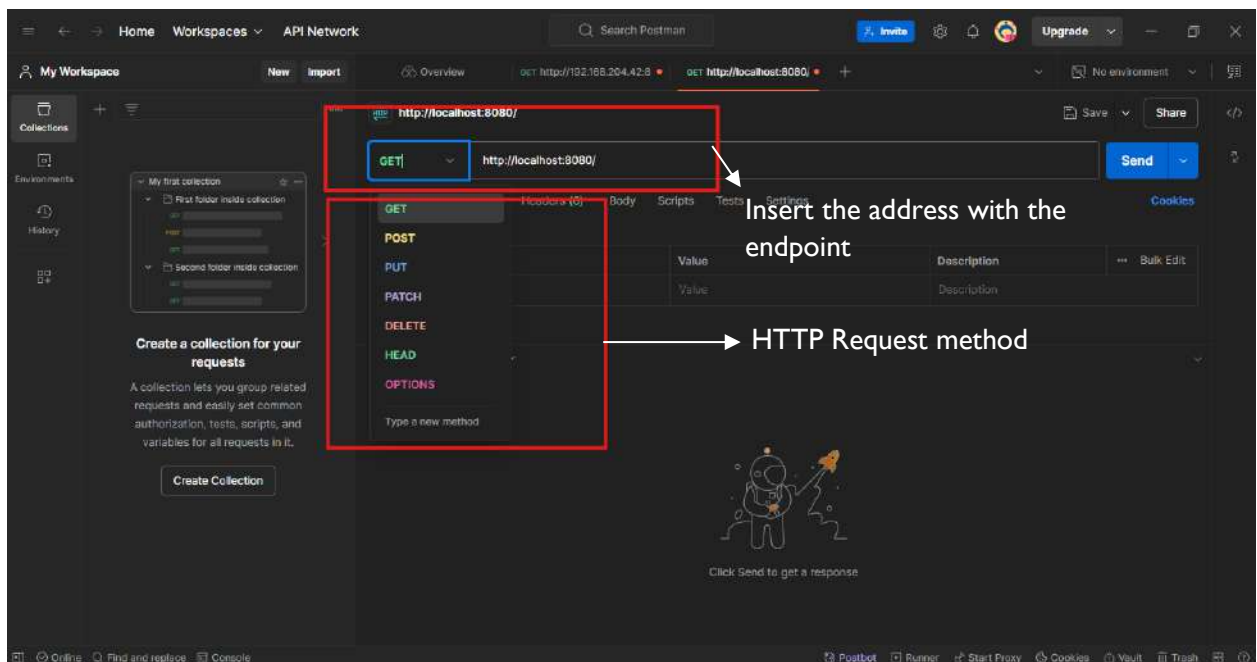 Home Workspaces API Network Search Postman Invite Upgrade
My Workspace New Import Overview GET http://192.168.204.42:8 GET http://localhost:8080/ No environment
Collections
Environments
History
My first collection
First folder inside collection
GET
POST
GET
Second folder inside collection
GET
GET
Create a collection for your
requests
A collection lets you group related
requests and easily set common
authorization, tests, scripts, and
variables for all requests in it.
Create Collection
http://localhost:8080/ Save Share
GET http://localhost:8080/ Send
Headers (6) Body Scripts Tests Settings Cookies
Value Description Bulk Edit
Value Description
GET
POST
PUT
PATCH
DELETE
HEAD
OPTIONS
Type a new method
Insert the address with the
endpoint
HTTP Request method
Click Send to get a response
Online Find and replace Console Postbot Runner Start Proxy Cookies Vault Trash